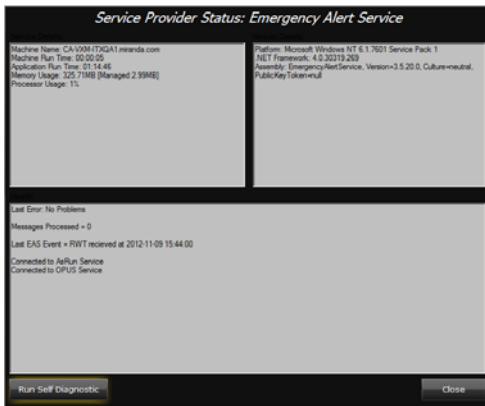 Service Provider Status: Emergency Alert Service
Machine Name: CA-VXM-ITXQA1.miranda.com
Machine Run Time: 00:00:05
Application Run Time: 01:14:46
Memory Usage: 325.71MB [Managed 2.99MB]
Processor Usage: 1%
Platform: Microsoft Windows NT 6.1.7601 Service Pack 1
.NET Framework: 4.0.30319.269
Assembly: EmergencyAlertService, Version=3.5.20.0, Culture=neutral,
PublicKeyToken=null
Last Error: No Problems
Messages Processed = 0
Last EAS Event = RWT recieved at 2012-11-09 15:44:00
Connected to AsRun Service
Connected to OPUS Service
Run Self Diagnostic
Close